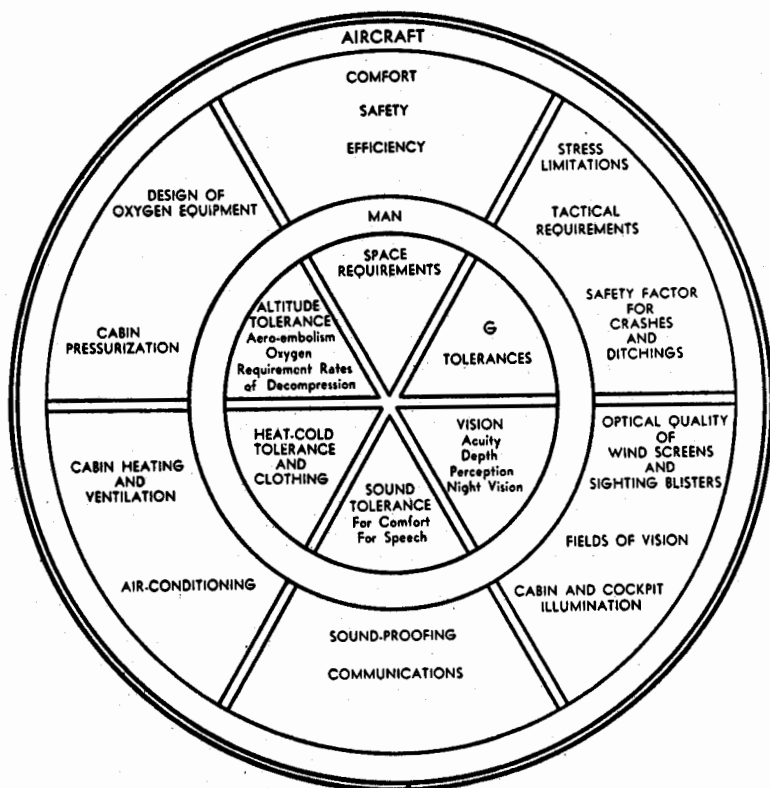 AIRCRAFT
COMFORT
SAFETY
EFFICIENCY
STRESS
LIMITATIONS
TACTICAL
REQUIREMENTS
SAFETY FACTOR
FOR
CRASHES
AND
DITCHINGS
OPTICAL QUALITY
OF
WIND SCREENS
AND
SIGHTING BLISTERS
FIELDS OF VISION
CABIN AND COCKPIT
ILLUMINATION
SOUND-PROOFING
COMMUNICATIONS
AIR-CONDITIONING
CABIN HEATING
AND
VENTILATION
CABIN
PRESSURIZATION
DESIGN OF
OXYGEN EQUIPMENT
MAN
SPACE
REQUIREMENTS
G
TOLERANCES
VISION
Acuity
Depth
Perception
Night Vision
SOUND
TOLERANCE
For Comfort
For Speech
HEAT-COLD
TOLERANCE
AND
CLOTHING
ALTITUDE
TOLERANCE
Aero-embolism
Oxygen
Requirement Rates
of Decompression